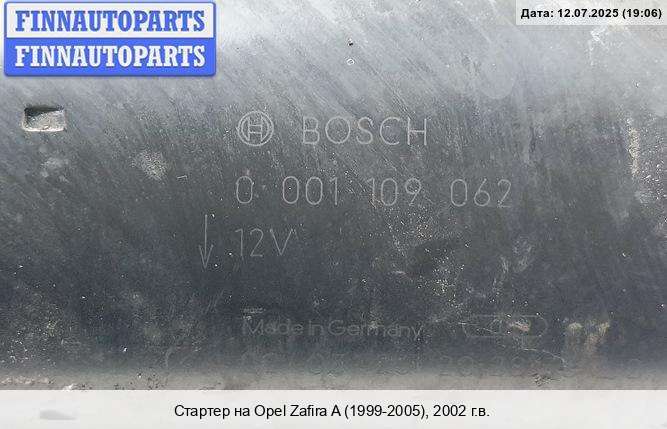 FINNAUTOPARTS
FINNAUTOPARTS
Дата: 12.07.2025 (19:06)
BOSCH
0 001 109 062
12V
Made in Germany
Стартер на Opel Zafira A (1999-2005), 2002 г.в.